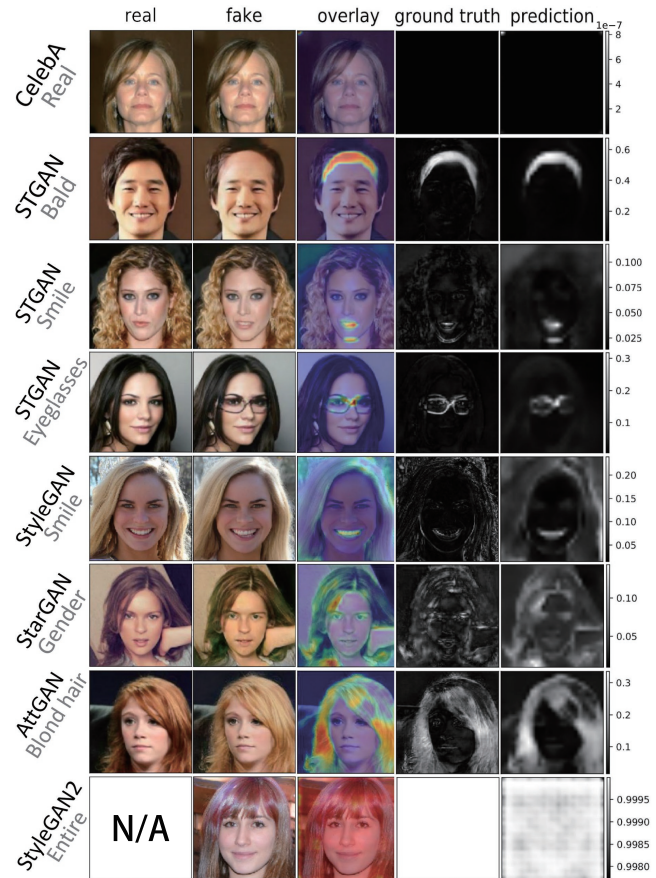 real fake overlay ground truth prediction
1e-7
CelebA
Real
8
6
4
2
STGAN
Bald
0.6
0.4
0.2
STGAN
Smile
0.100
0.075
0.050
0.025
STGAN
Eyeglasses
0.3
0.2
0.1
StyleGAN
Smile
0.20
0.15
0.10
0.05
StarGAN
Gender
0.10
0.05
AttGAN
Blond hair
0.3
0.2
0.1
StyleGAN2
Entire
N/A
0.9995
0.9990
0.9985
0.9980